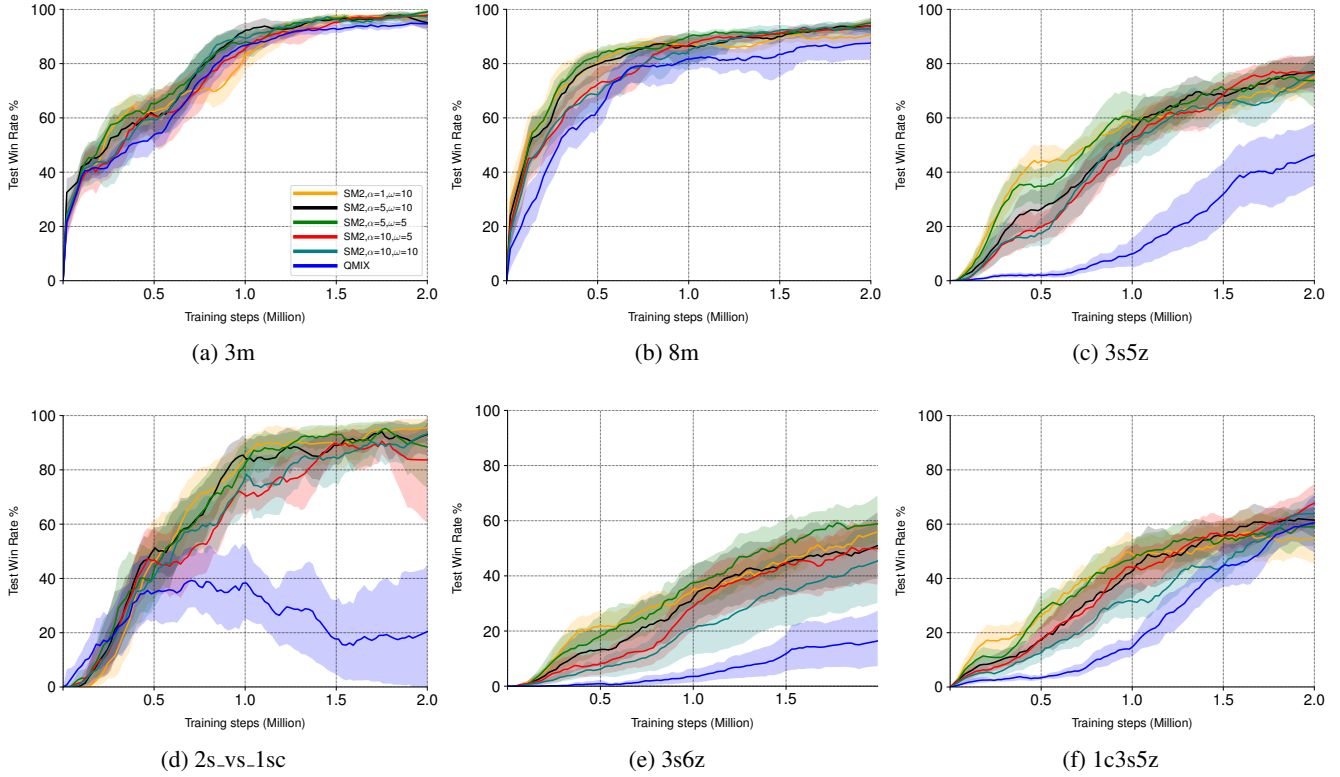 100
80
60
40
20
0
Test Win Rate %
0.5 1.0 1.5 2.0
Training steps (Million)
SM2,α=1,ω=10
SM2,α=5,ω=10
SM2,α=5,ω=5
SM2,α=10,ω=5
SM2,α=10,ω=10
QMIX
(a) 3m
100
80
60
40
20
0
Test Win Rate %
0.5 1.0 1.5 2.0
Training steps (Million)
(b) 8m
100
80
60
40
20
0
Test Win Rate %
0.5 1.0 1.5 2.0
Training steps (Million)
(c) 3s5z
100
80
60
40
20
0
Test Win Rate %
0.5 1.0 1.5 2.0
Training steps (Million)
(d) 2s_vs_1sc
100
80
60
40
20
0
Test Win Rate %
0.5 1.0 1.5
Training steps (Million)
(e) 3s6z
100
80
60
40
20
0
Test Win Rate %
0.5 1.0 1.5 2.0
Training steps (Million)
(f) 1c3s5z